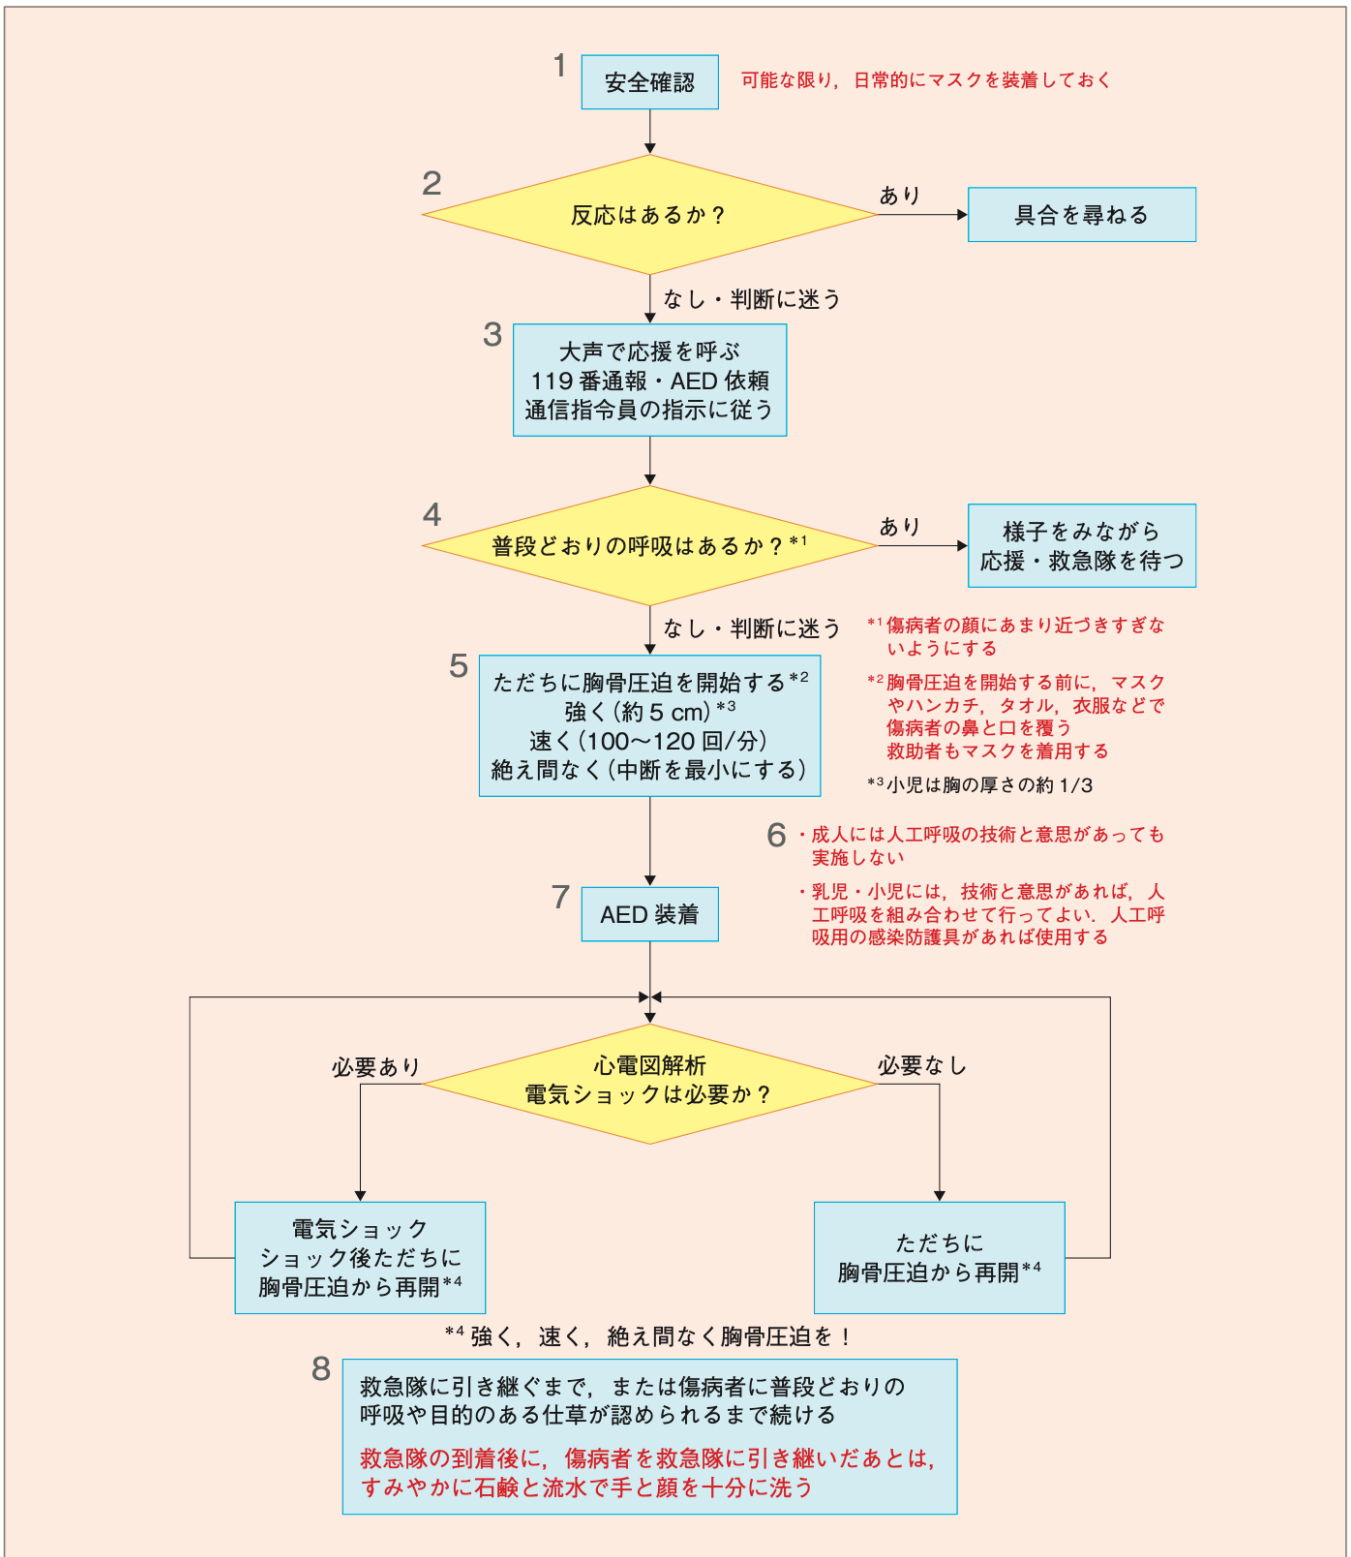 1
安全確認
可能な限り，日常的にマスクを装着しておく
2
反応はあるか？
あり
具合を尋ねる
なし・判断に迷う
3
大声で応援を呼ぶ
119 番通報・AED 依頼
通信指令員の指示に従う
4
普段どおりの呼吸はあるか？*1
あり
様子をみながら
応援・救急隊を待つ
なし・判断に迷う
*1 傷病者の顔にあまり近づきすぎな
いようにする
*2 胸骨圧迫を開始する前に，マスク
やハンカチ，タオル，衣服などで
傷病者の鼻と口を覆う
救助者もマスクを着用する
*3 小児は胸の厚さの約 1/3
5
ただちに胸骨圧迫を開始する*2
強く（約 5 cm）*3
速く（100～120 回/分）
絶え間なく（中断を最小にする）
6
・成人には人工呼吸の技術と意思があっても
実施しない
・乳児・小児には，技術と意思があれば，人
工呼吸を組み合わせて行ってよい．人工呼
吸用の感染防護具があれば使用する
7
AED 装着
心電図解析
電気ショックは必要か？
必要あり
必要なし
電気ショック
ショック後ただちに
胸骨圧迫から再開*4
ただちに
胸骨圧迫から再開*4
*4 強く，速く，絶え間なく胸骨圧迫を！
8
救急隊に引き継ぐまで，または傷病者に普段どおりの
呼吸や目的のある仕草が認められるまで続ける
救急隊の到着後に，傷病者を救急隊に引き継いだあとは，
すみやかに石鹸と流水で手と顔を十分に洗う